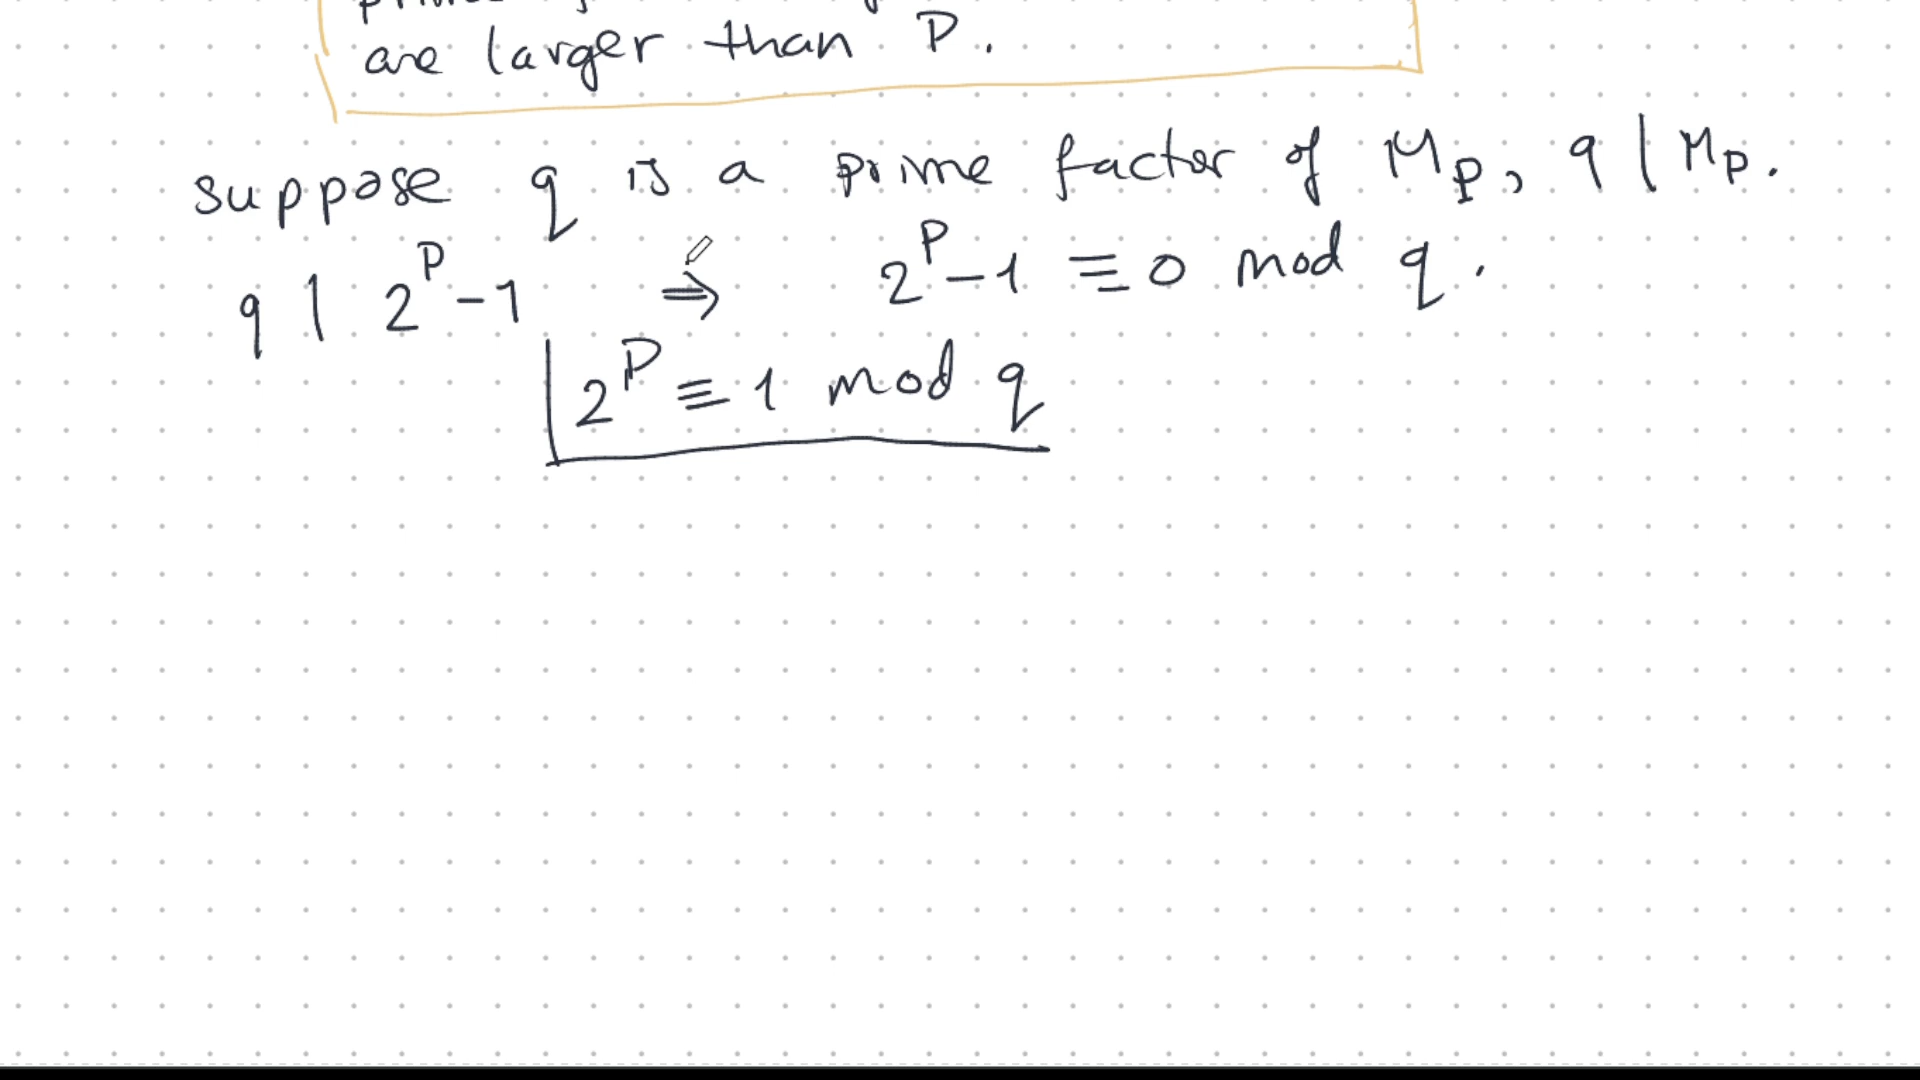 are larger than P.
suppose q is a prime factor of Mp, q | Mp.
q | 2^P - 1 ⇒ 2^P - 1 ≡ 0 mod q.
2^P ≡ 1 mod q